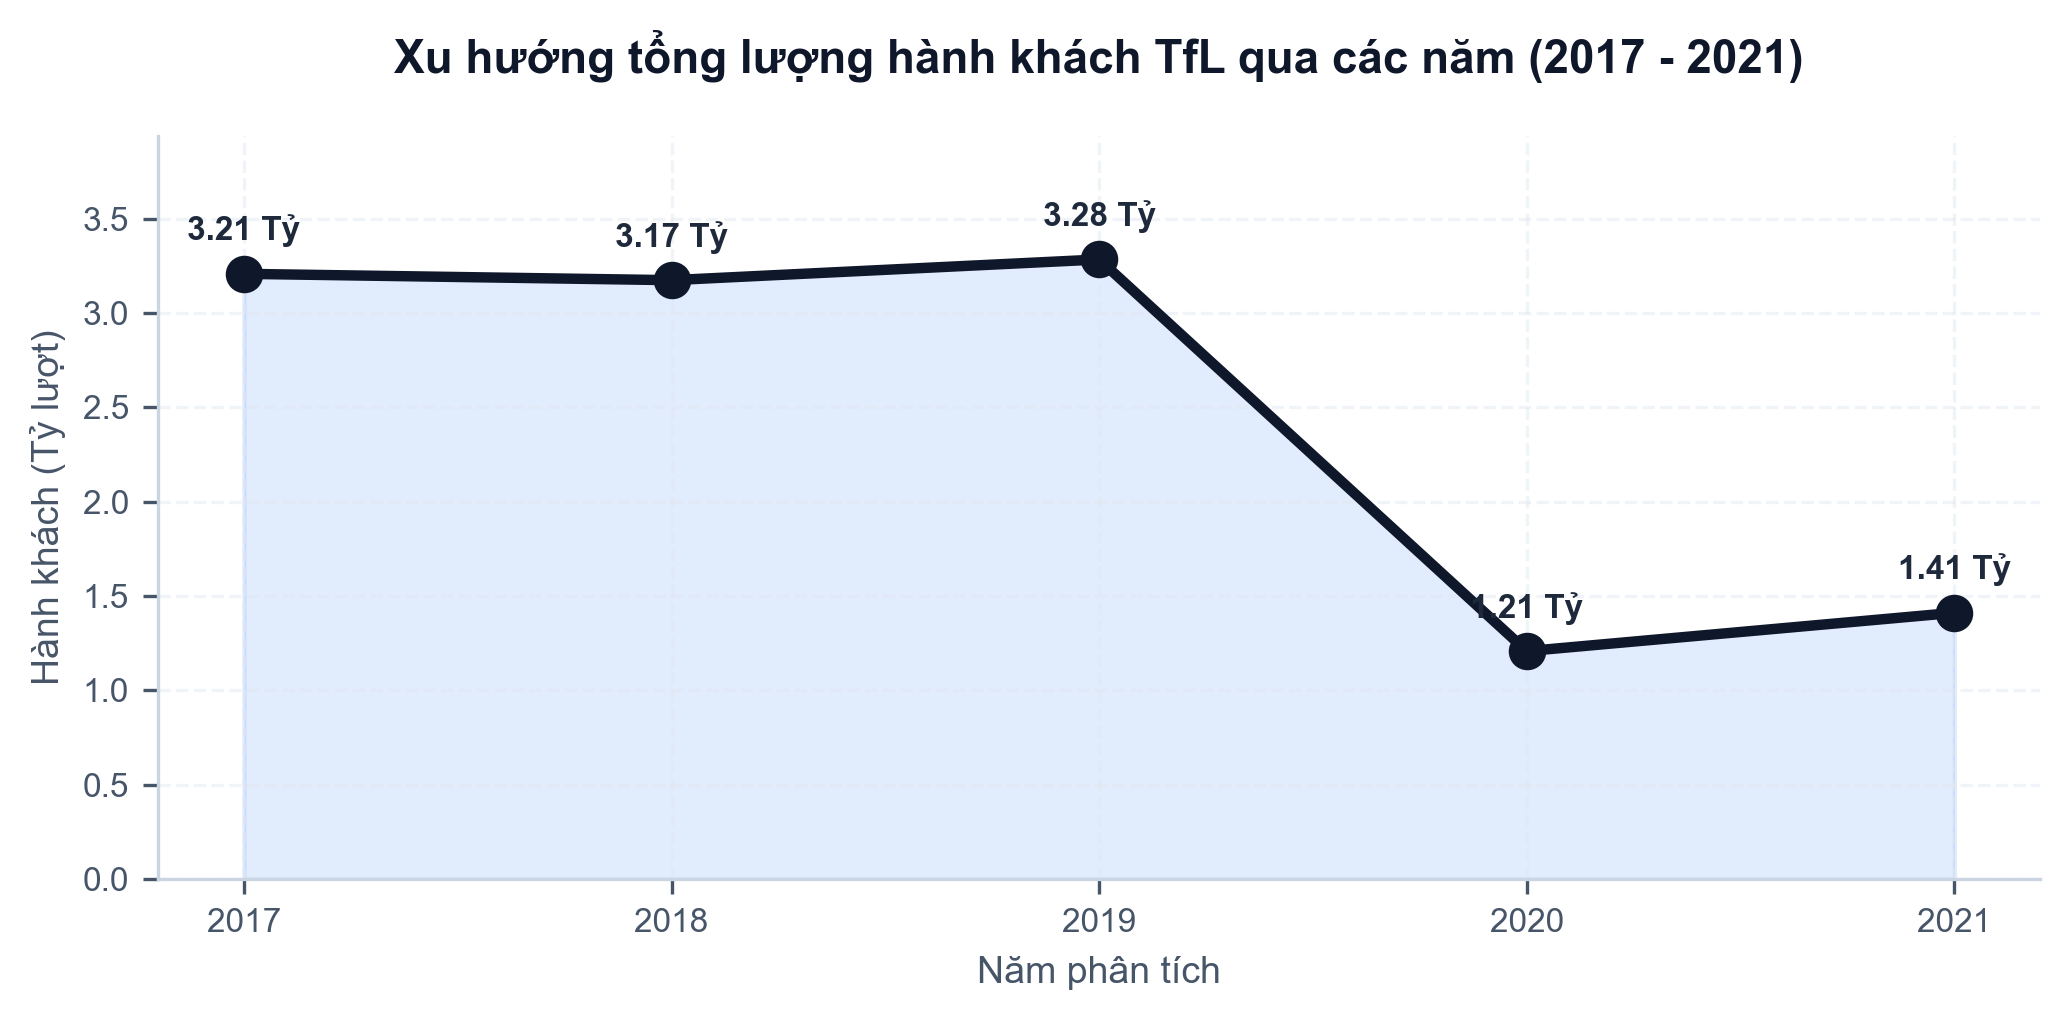 Xu hướng tổng lượng hành khách TfL qua các năm (2017 - 2021)
Hành khách (Tỷ lượt)
3.5
3.0
2.5
2.0
1.5
1.0
0.5
0.0
3.21 Tỷ
3.17 Tỷ
3.28 Tỷ
1.21 Tỷ
1.41 Tỷ
2017
2018
2019
2020
2021
Năm phân tích